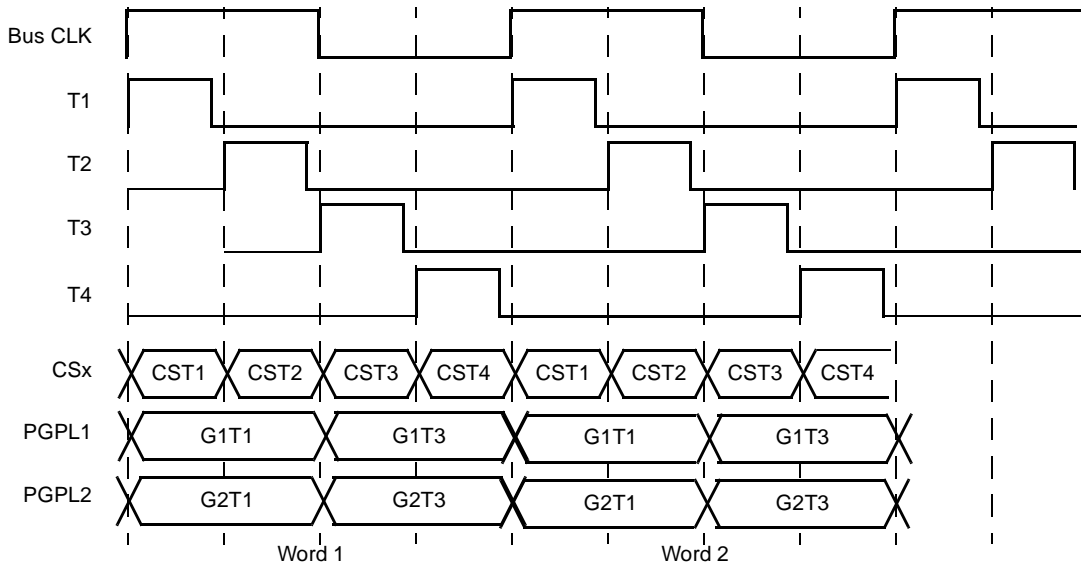 Bus CLK
T1
T2
T3
T4
CSx CST1 CST2 CST3 CST4 CST1 CST2 CST3 CST4
PGPL1 G1T1 G1T3 G1T1 G1T3
PGPL2 G2T1 G2T3 G2T1 G2T3
Word 1 Word 2